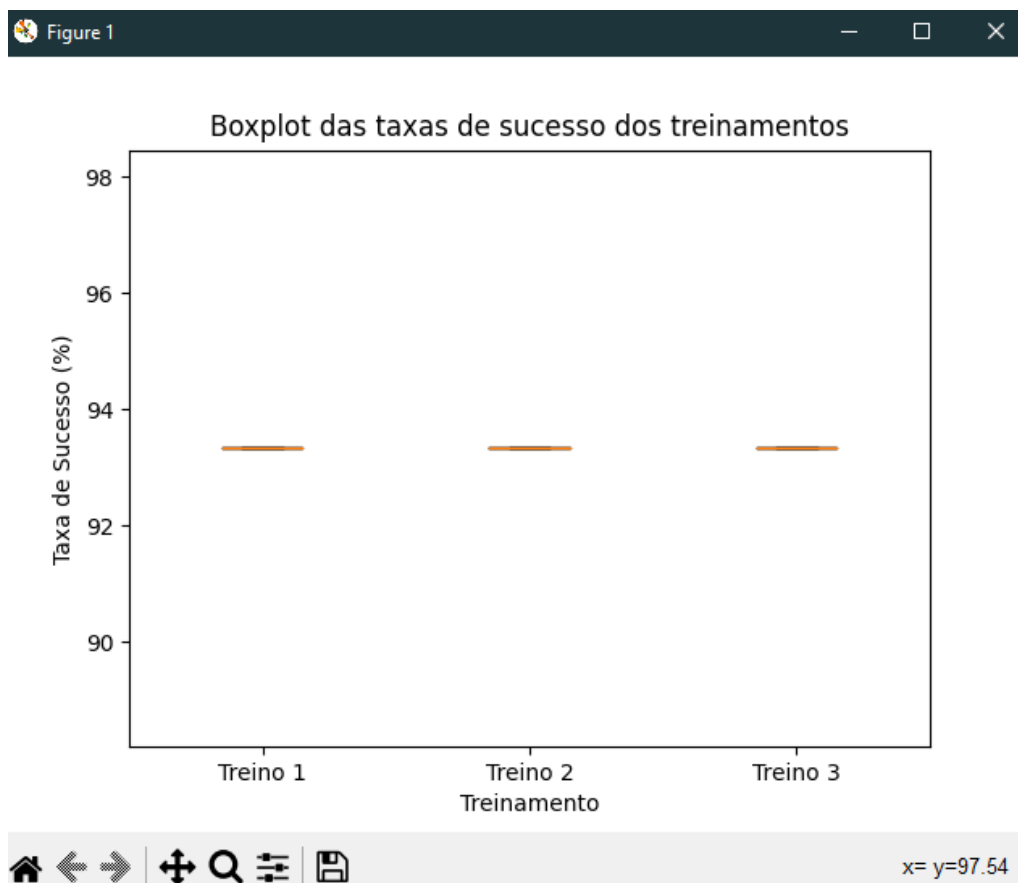 Figure 1
Boxplot das taxas de sucesso dos treinamentos
98
96
94
92
90
Taxa de Sucesso (%)
Treino 1 Treino 2 Treino 3
Treinamento
x= y=97.54